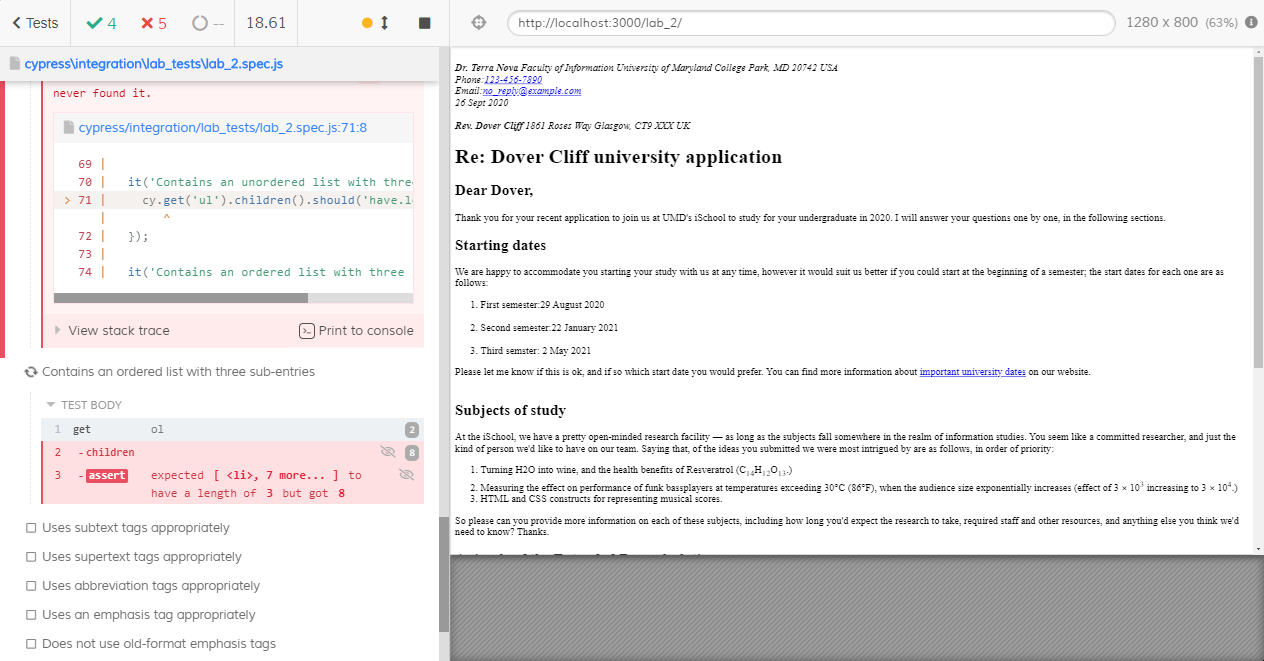 Tests
4
5
--
18.61
http://localhost:3000/lab_2/
1280 x 800 (63%)
cypress\integration\lab_tests\lab_2.spec.js
never found it.
cypress/integration/lab_tests/lab_2.spec.js:71:8
69 |
70 | it('Contains an unordered list with thre
> 71 | cy.get('ul').children().should('have.l
| ^
72 | });
73 |
74 | it('Contains an ordered list with three
View stack trace
Print to console
Contains an ordered list with three sub-entries
TEST BODY
1 get ol 2
2 -children 8
3 -assert expected [ <li>, 7 more... ] to
have a length of 3 but got 8
Uses subtext tags appropriately
Uses supertext tags appropriately
Uses abbreviation tags appropriately
Uses an emphasis tag appropriately
Does not use old-format emphasis tags
Dr. Terra Nova Faculty of Information University of Maryland College Park, MD 20742 USA
Phone:123-456-7890
Email:no_reply@example.com
26 Sept 2020
Rev. Dover Cliff 1861 Roses Way Glasgow, CT9 XXX UK
Re: Dover Cliff university application
Dear Dover,
Thank you for your recent application to join us at UMD's iSchool to study for your undergraduate in 2020. I will answer your questions one by one, in the following sections.
Starting dates
We are happy to accommodate you starting your study with us at any time, however it would suit us better if you could start at the beginning of a semester; the start dates for each one are as
follows:
1. First semester:29 August 2020
2. Second semester:22 January 2021
3. Third semster: 2 May 2021
Please let me know if this is ok, and if so which start date you would prefer. You can find more information about important university dates on our website.
Subjects of study
At the iSchool, we have a pretty open-minded research facility — as long as the subjects fall somewhere in the realm of information studies. You seem like a committed researcher, and just the
kind of person we'd like to have on our team. Saying that, of the ideas you submitted we were most intrigued by are as follows, in order of priority:
1. Turning H2O into wine, and the health benefits of Resveratrol (C₁₄H₁₂O₁₃.)
2. Measuring the effect on performance of funk bassplayers at temperatures exceeding 30°C (86°F), when the audience size exponentially increases (effect of 3 × 10³ increasing to 3 × 10⁴.)
3. HTML and CSS constructs for representing musical scores.
So please can you provide more information on each of these subjects, including how long you'd expect the research to take, required staff and other resources, and anything else you think we'd
need to know? Thanks.